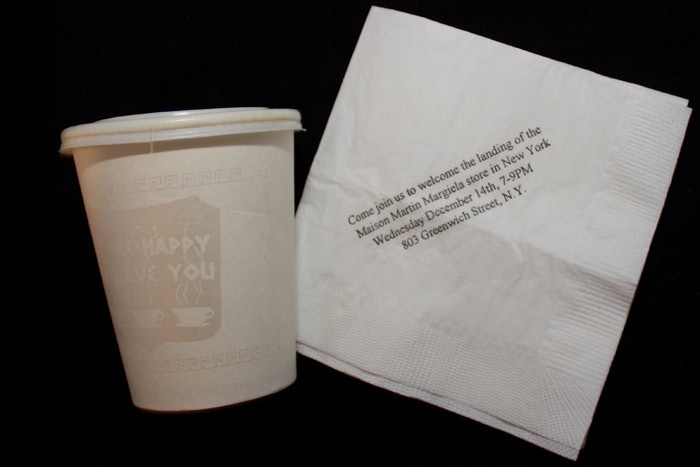 HAPPY
YOU
Come join us to welcome the landing of the
Maison Martin Margiela store in New York
Wednesday December 14th, 7-9PM
803 Greenwich Street, N.Y.